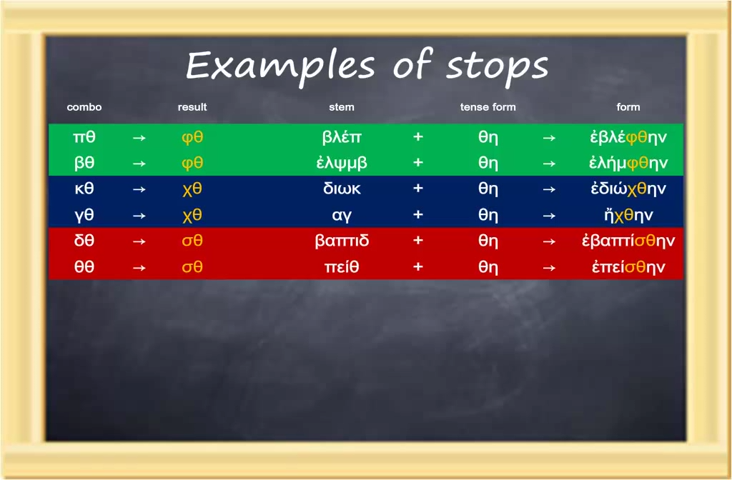 Examples of stops
combo result stem tense form form
πθ → φθ βλέπ + θη → ἐβλέφθην
βθ → φθ ἐλψμβ + θη → ἐλήμφθην
κθ → χθ διωκ + θη → ἐδιώχθην
γθ → χθ αγ + θη → ἤχθην
δθ → σθ βαπτιδ + θη → ἐβαπτίσθην
θθ → σθ πείθ + θη → ἐπείσθην